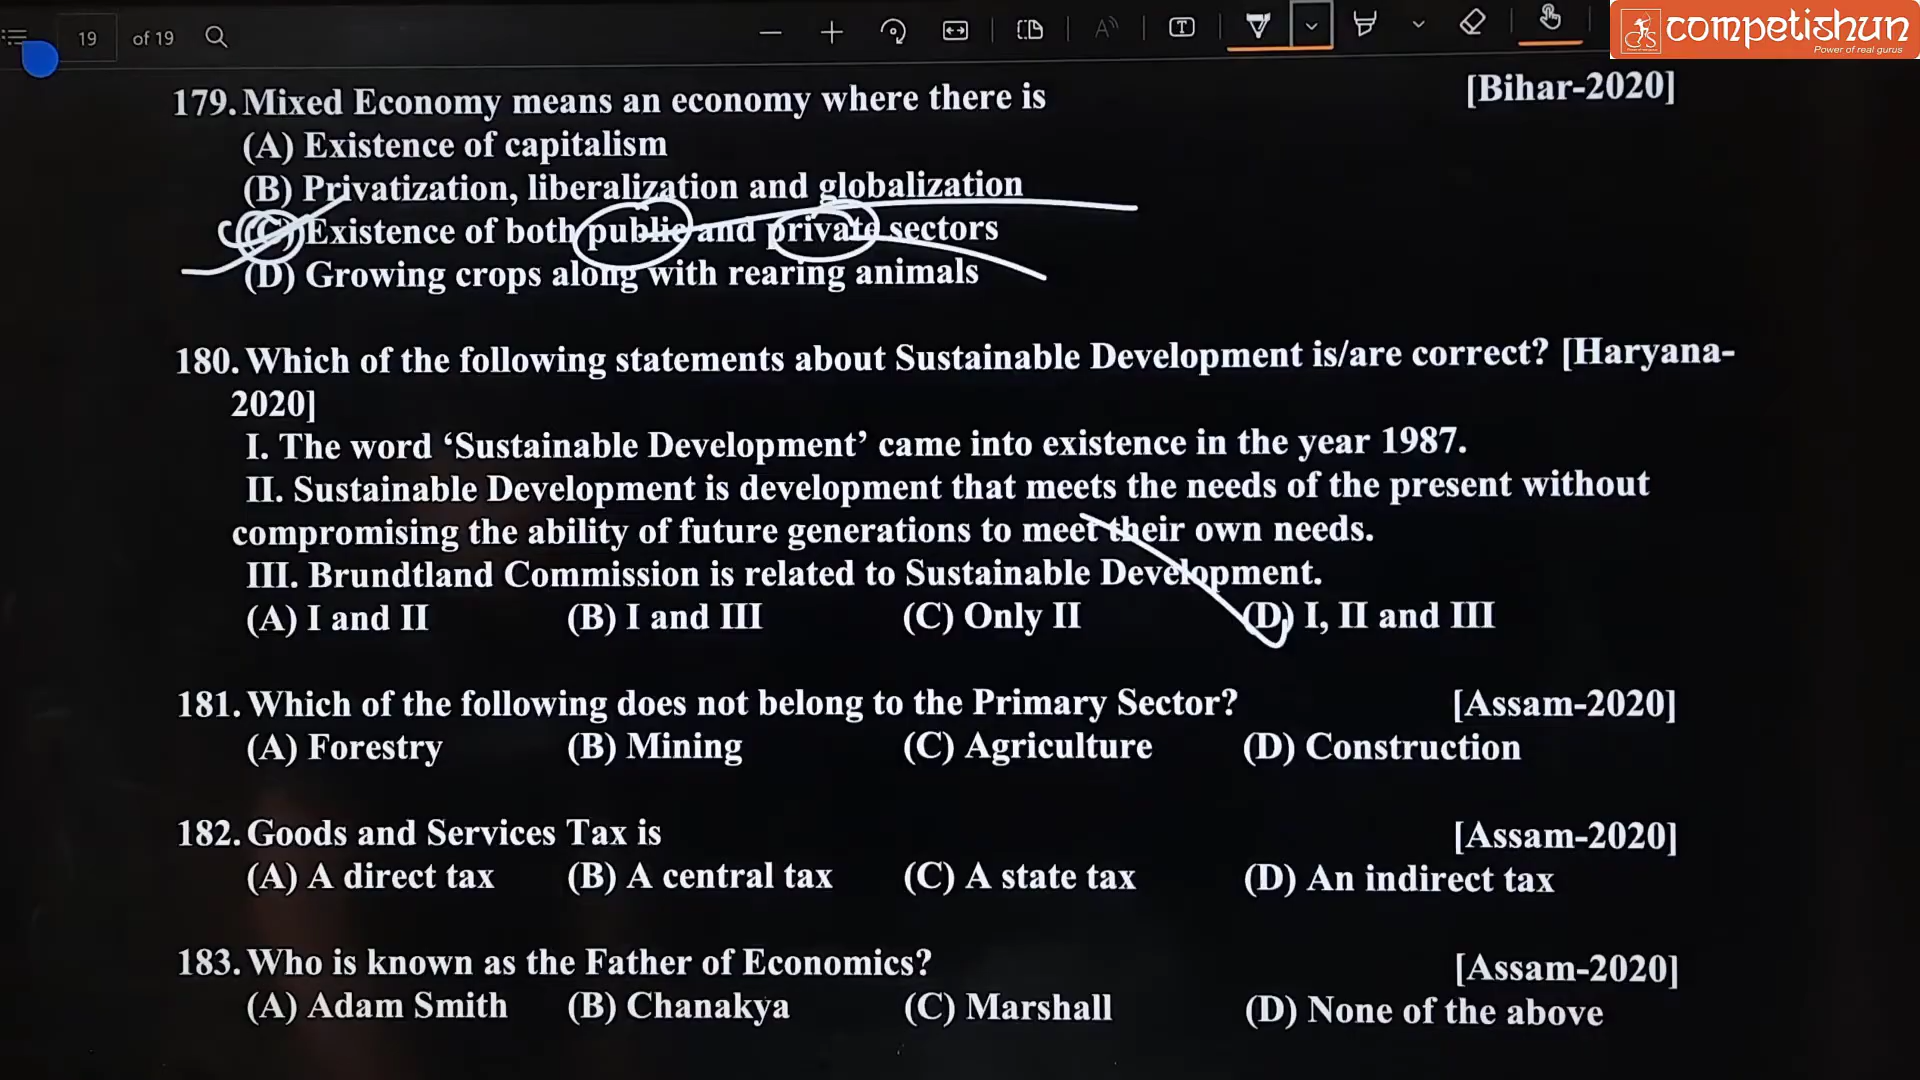 19 of 19
competishun
Power of real gurus
179. Mixed Economy means an economy where there is [Bihar-2020]
(A) Existence of capitalism
(B) Privatization, liberalization and globalization
(C) Existence of both public and private sectors
(D) Growing crops along with rearing animals
180. Which of the following statements about Sustainable Development is/are correct? [Haryana-
2020]
I. The word ‘Sustainable Development’ came into existence in the year 1987.
II. Sustainable Development is development that meets the needs of the present without
compromising the ability of future generations to meet their own needs.
III. Brundtland Commission is related to Sustainable Development.
(A) I and II (B) I and III (C) Only II (D) I, II and III
181. Which of the following does not belong to the Primary Sector? [Assam-2020]
(A) Forestry (B) Mining (C) Agriculture (D) Construction
182. Goods and Services Tax is [Assam-2020]
(A) A direct tax (B) A central tax (C) A state tax (D) An indirect tax
183. Who is known as the Father of Economics? [Assam-2020]
(A) Adam Smith (B) Chanakya (C) Marshall (D) None of the above